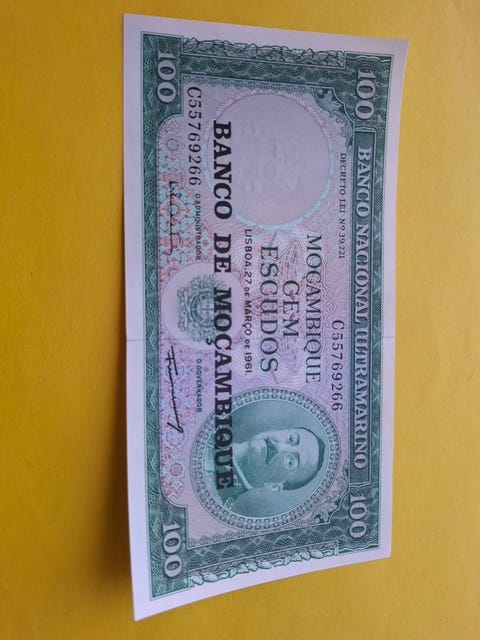 100 BANCO NACIONAL ULTRAMARINO 100
DECRETO LEI Nº 39,221
MOÇAMBIQUE C55769266
CEM
ESCUDOS
LISBOA, 27 DE MARÇO DE 1961.
BANCO DE MOÇAMBIQUE
C55769266 O ADMINISTRADOR O GOVERNADOR
100 100